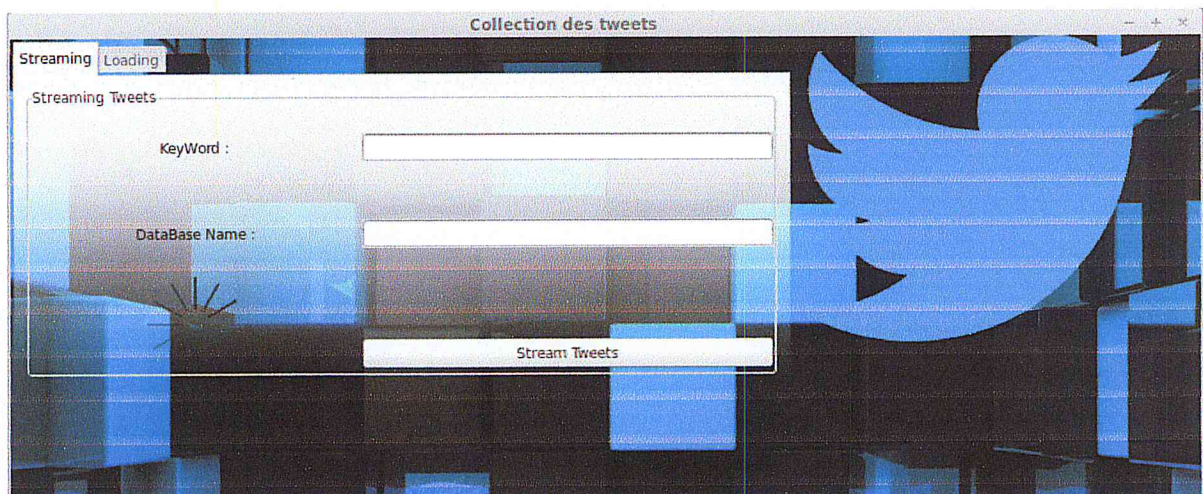 Collection des tweets
Streaming Loading
Streaming Tweets
KeyWord :
DataBase Name :
Stream Tweets